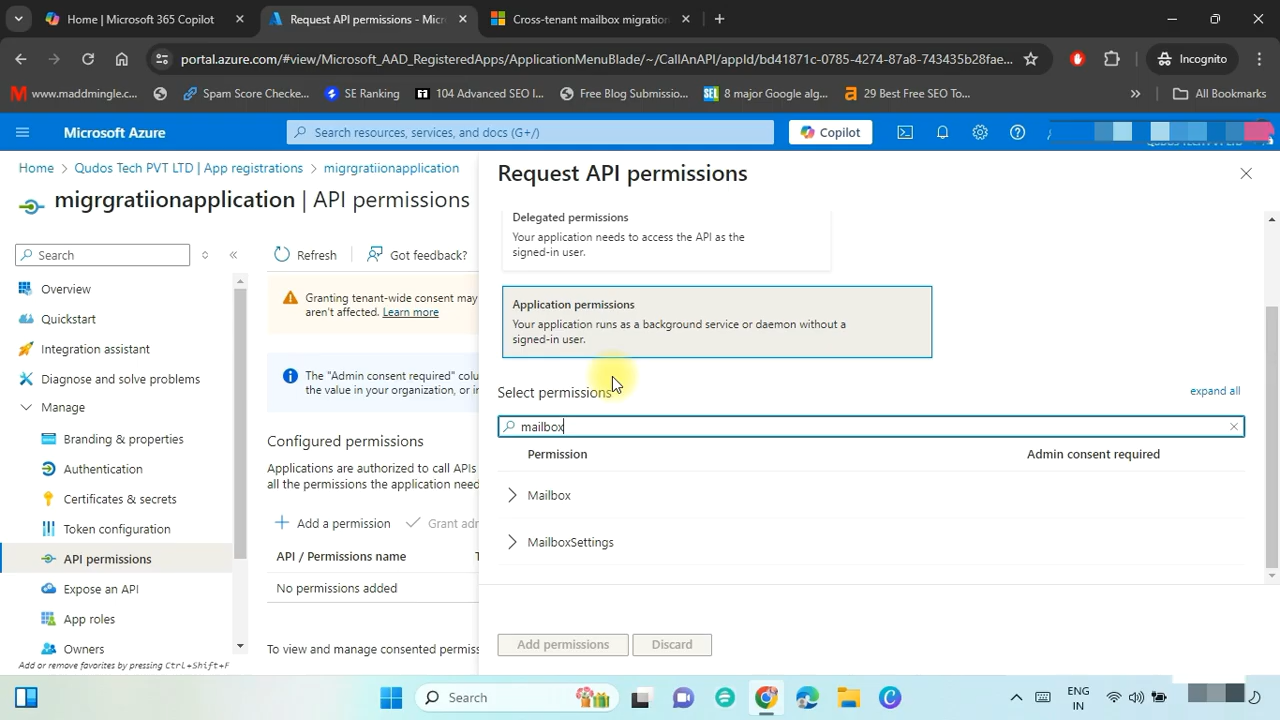 Home | Microsoft 365 Copilot
Request API permissions - Micr
Cross-tenant mailbox migration
portal.azure.com/#view/Microsoft_AAD_RegisteredApps/ApplicationMenuBlade/~/CallAnAPI/appId/bd41871c-0785-4274-87a8-743435b28fae...
Incognito
www.maddmingle.c...
Spam Score Checke...
SE Ranking
104 Advanced SEO I...
Free Blog Submissio...
8 major Google alg...
29 Best Free SEO To...
All Bookmarks
Microsoft Azure
Search resources, services, and docs (G+/)
Copilot
Home > Qudos Tech PVT LTD | App registrations > migrgratiionapplication
migrgratiionapplication | API permissions
Search
Refresh
Got feedback?
Overview
Quickstart
Integration assistant
Diagnose and solve problems
Manage
Branding & properties
Authentication
Certificates & secrets
Token configuration
API permissions
Expose an API
App roles
Owners
Add or remove favorites by pressing Ctrl+Shift+F
Granting tenant-wide consent may
aren't affected. Learn more
The "Admin consent required" colu
the value in your organization, or in
Configured permissions
Applications are authorized to call APIs
all the permissions the application need
Add a permission
Grant adr
API / Permissions name
No permissions added
To view and manage consented permiss
Request API permissions
Delegated permissions
Your application needs to access the API as the
signed-in user.
Application permissions
Your application runs as a background service or daemon without a
signed-in user.
Select permissions
expand all
mailbox
Permission
Admin consent required
Mailbox
MailboxSettings
Add permissions
Discard
Search
ENG
IN